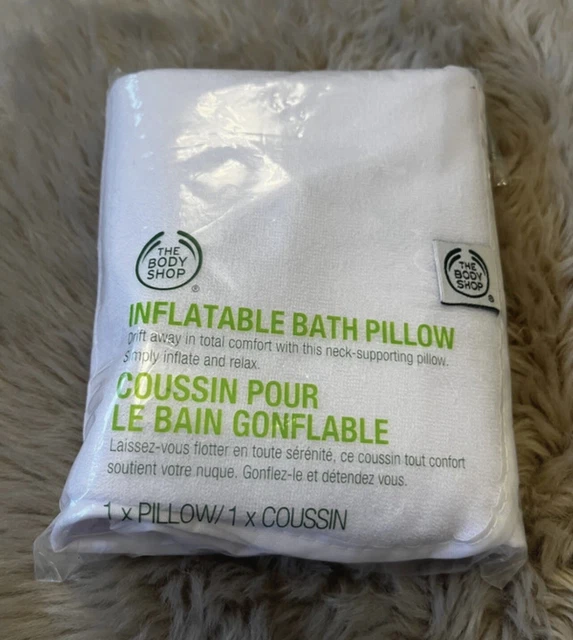 THE
BODY
SHOP
®
THE
BODY
SHOP
®
INFLATABLE BATH PILLOW
Drift away in total comfort with this neck-supporting pillow.
Simply inflate and relax.
COUSSIN POUR
LE BAIN GONFLABLE
Laissez-vous flotter en toute sérénité, ce coussin tout confort
soutient votre nuque. Gonflez-le et détendez vous.
1 x PILLOW/ 1 x COUSSIN